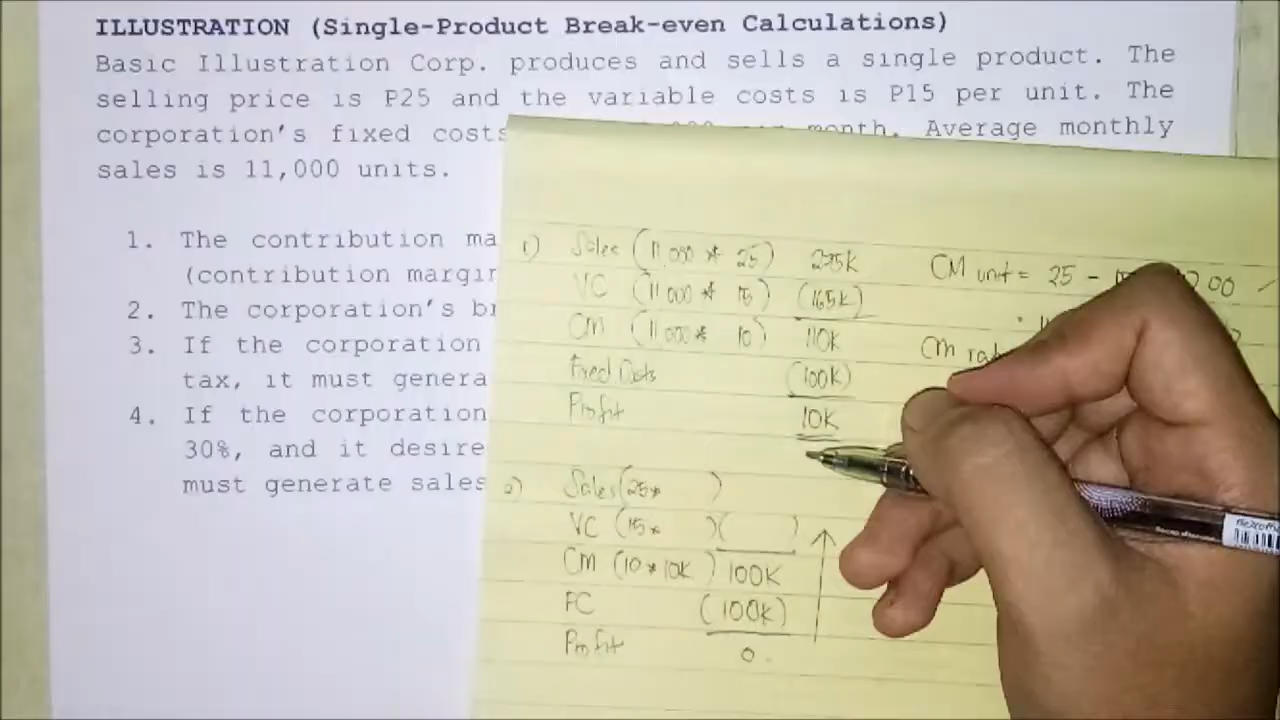 ILLUSTRATION (Single-Product Break-even Calculations)
Basic Illustration Corp. produces and sells a single product. The
selling price is P25 and the variable costs is P15 per unit. The
corporation's fixed costs month. Average monthly
sales is 11,000 units.
1. The contribution ma
(contribution margin
2. The corporation's b
3. If the corporation
tax, it must genera
4. If the corporation
30%, and it desire
must generate sales
1) Sales (11,000 * 25) 275K CM unit = 25 -
VC (11 000 * 15) (165K)
CM (11 000 * 10) 110K CM
Fixed Costs (100K)
Profit 10K
2) Sales (25*     )
VC (15*     ) (     )
CM (10 * 10K) 100K
FC (100K)
Profit 0